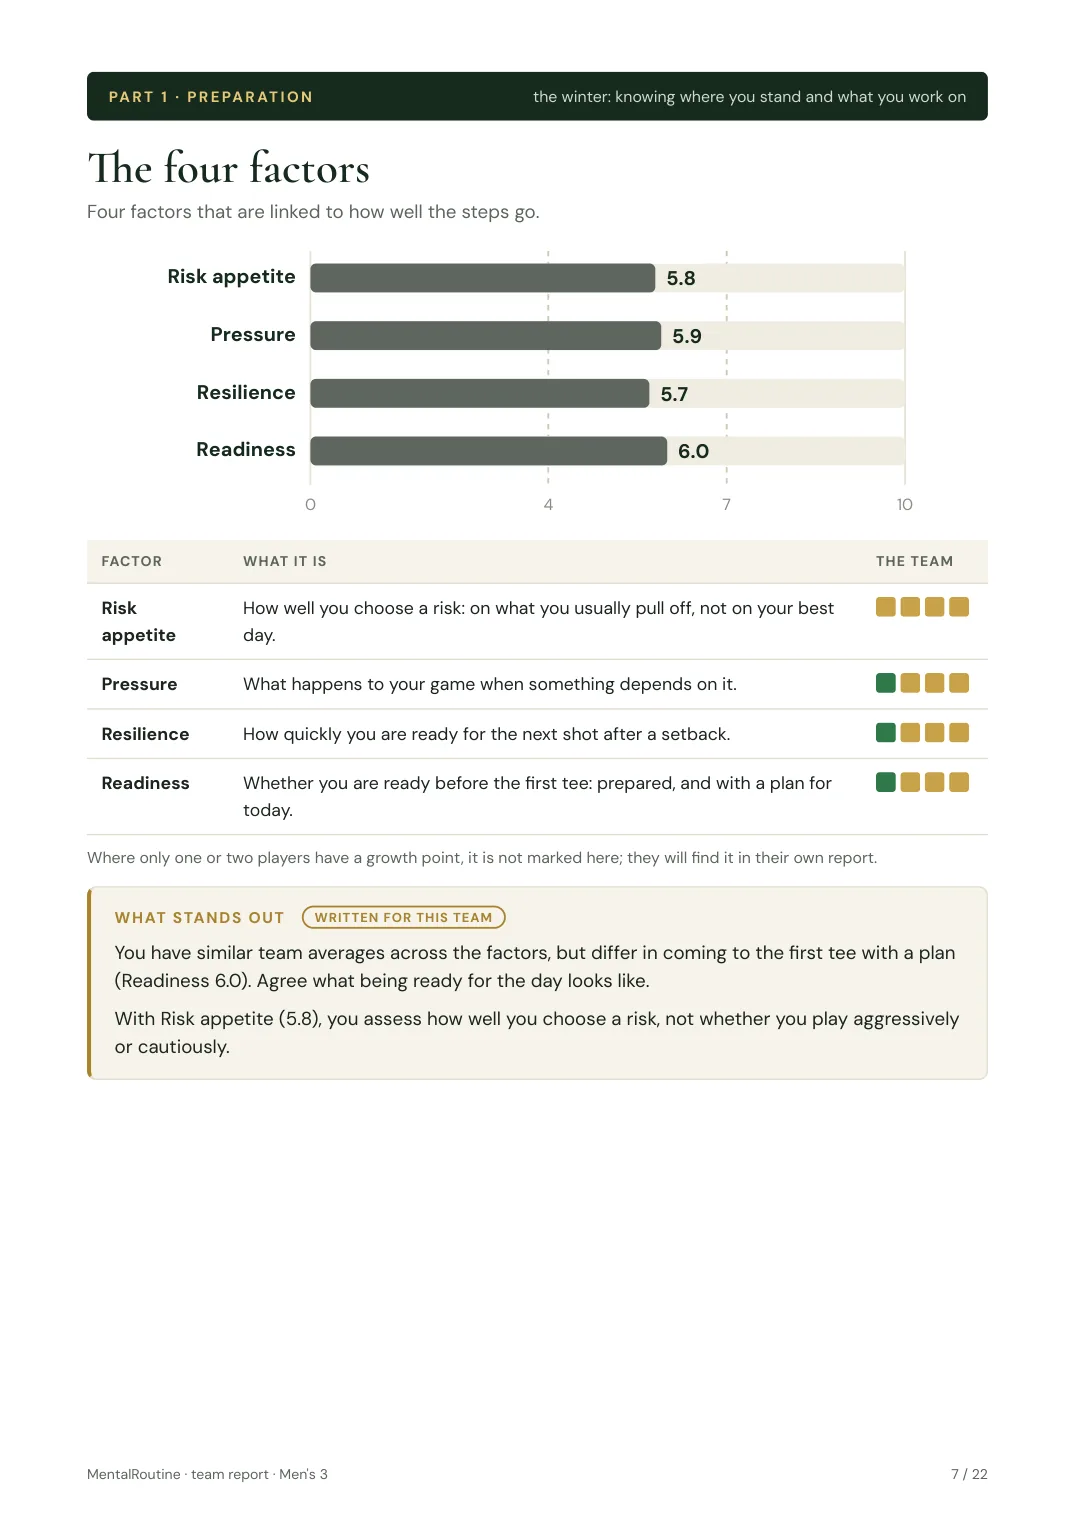 PART 1 · PREPARATION
the winter: knowing where you stand and what you work on
The four factors
Four factors that are linked to how well the steps go.
Risk appetite 5.8
Pressure 5.9
Resilience 5.7
Readiness 6.0
0 4 7 10
FACTOR WHAT IT IS THE TEAM
Risk appetite
How well you choose a risk: on what you usually pull off, not on your best
day.
Pressure What happens to your game when something depends on it.
Resilience How quickly you are ready for the next shot after a setback.
Readiness Whether you are ready before the first tee: prepared, and with a plan for
today.
Where only one or two players have a growth point, it is not marked here; they will find it in their own report.
WHAT STANDS OUT WRITTEN FOR THIS TEAM
You have similar team averages across the factors, but differ in coming to the first tee with a plan
(Readiness 6.0). Agree what being ready for the day looks like.
With Risk appetite (5.8), you assess how well you choose a risk, not whether you play aggressively
or cautiously.
MentalRoutine · team report · Men's 3
7 / 22